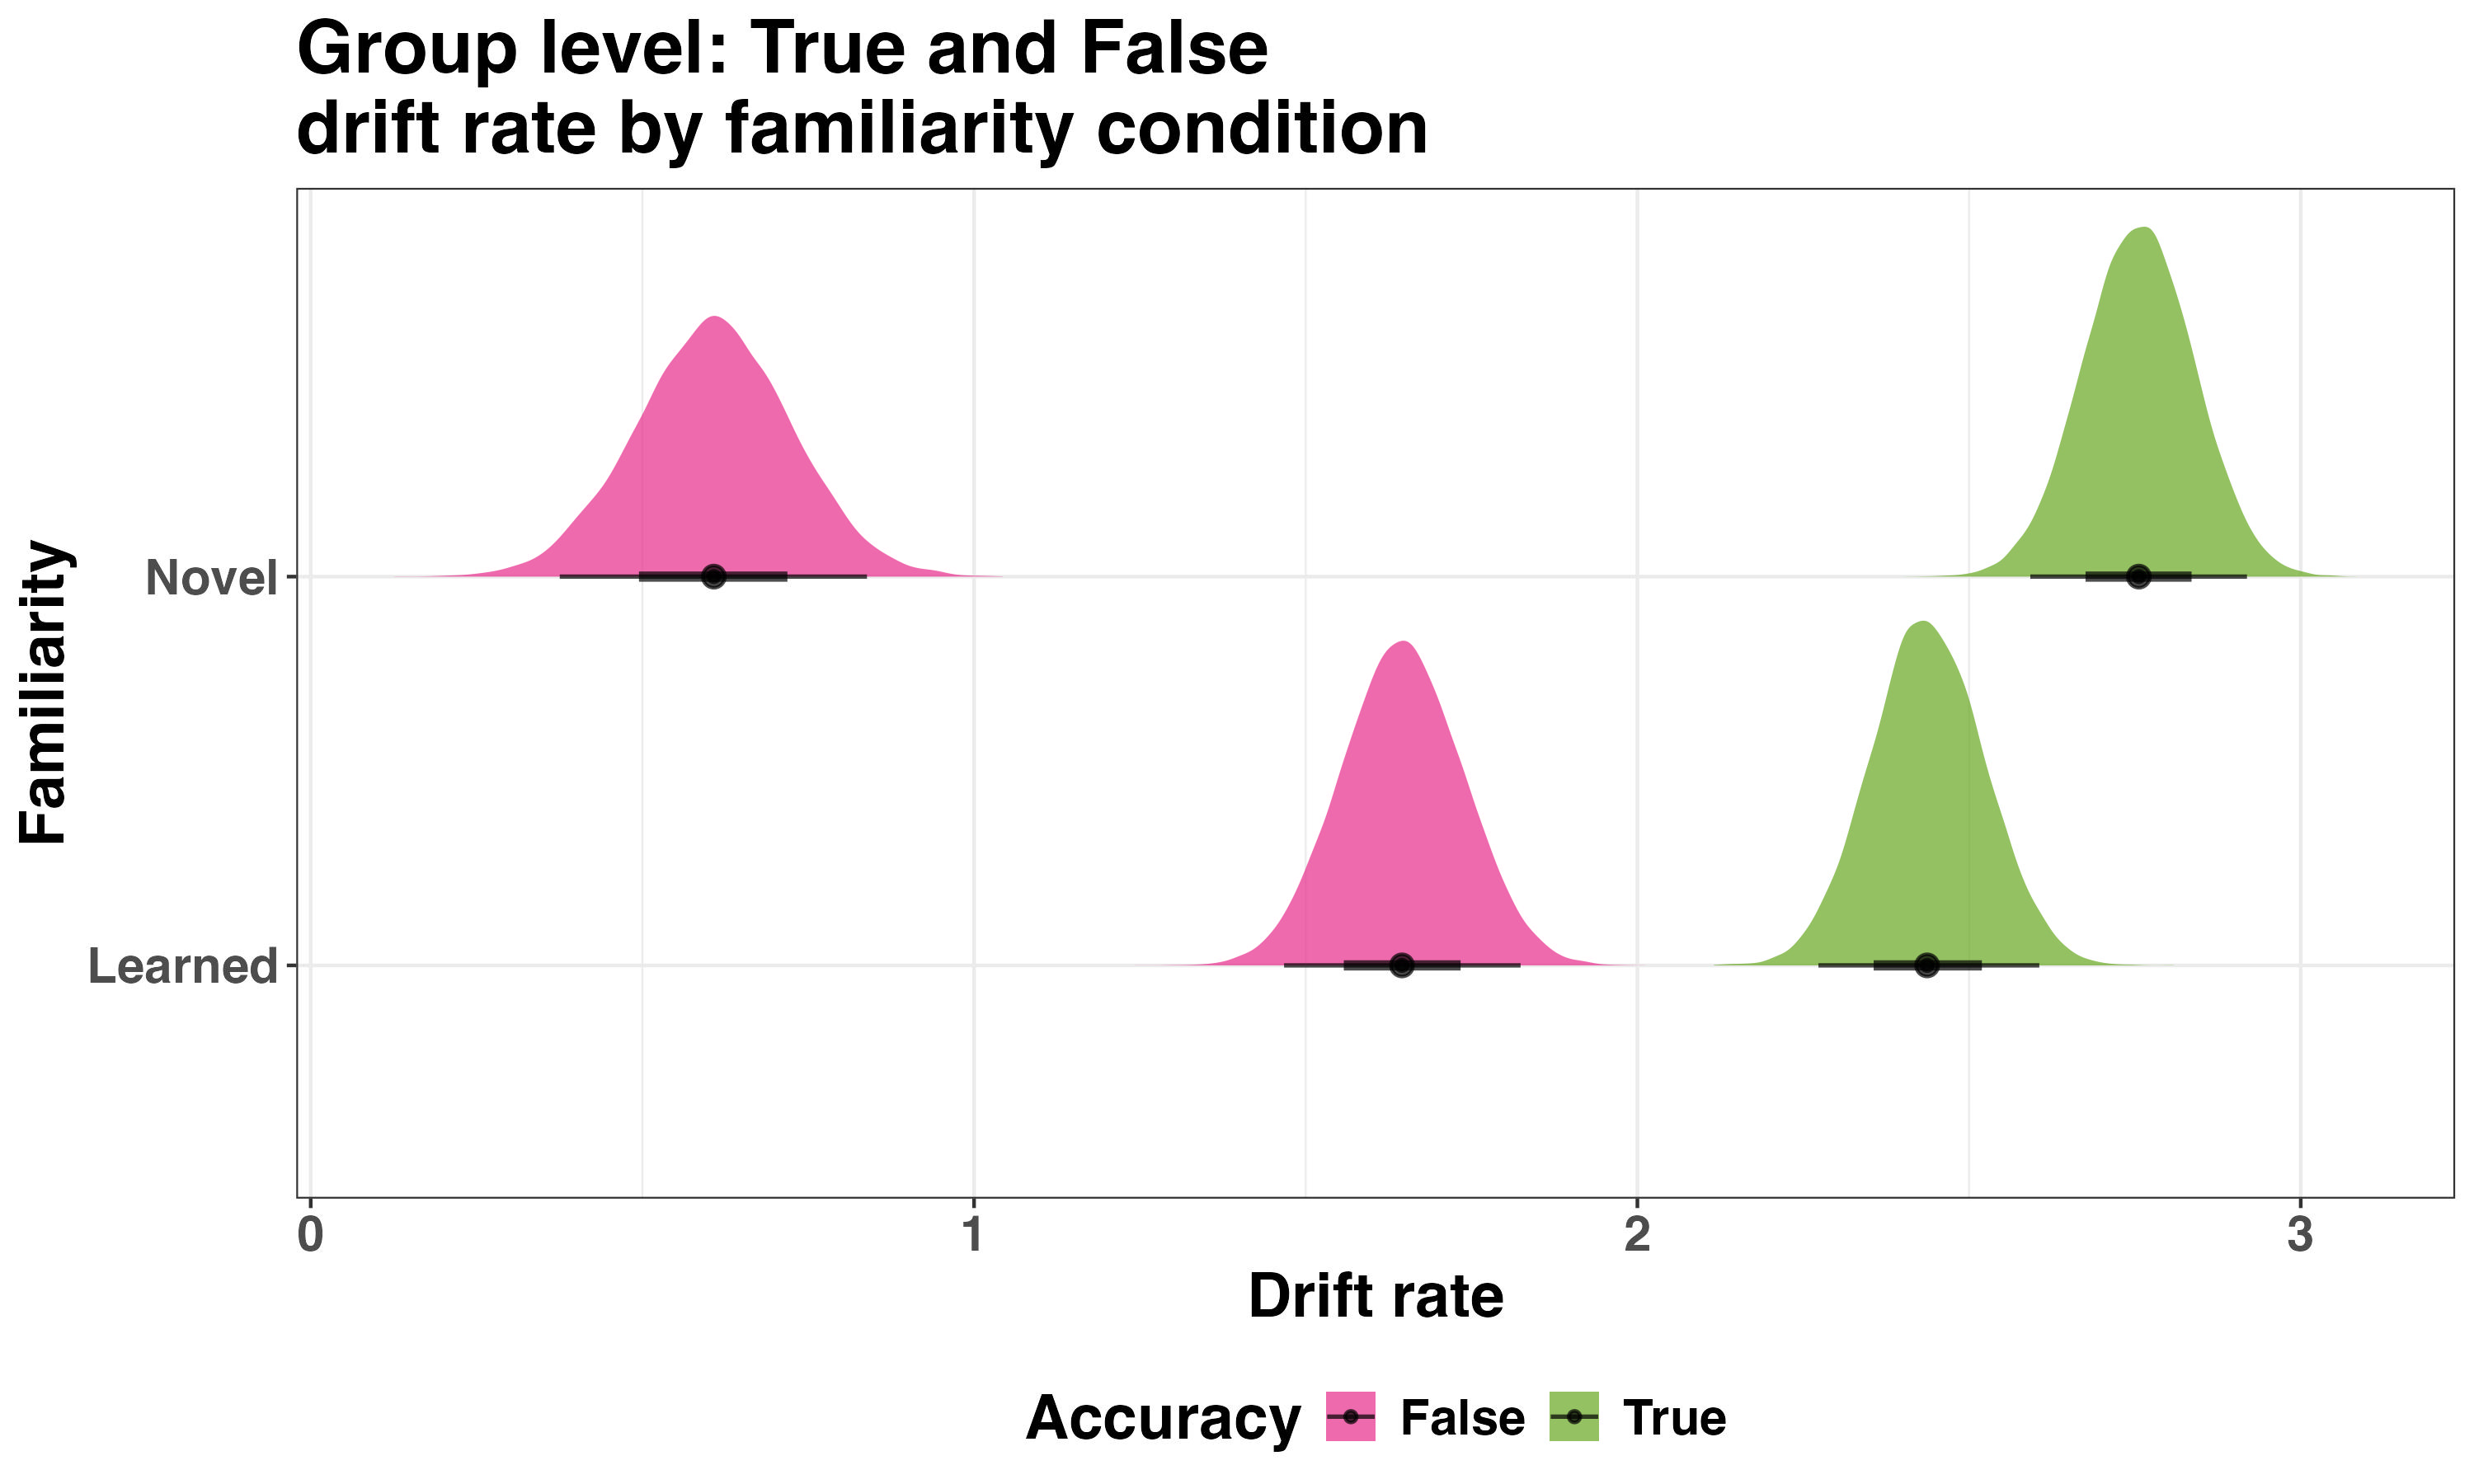 Group level: True and False
drift rate by familiarity condition
Familiarity
Novel
Learned
0 1 2 3
Drift rate
Accuracy False True